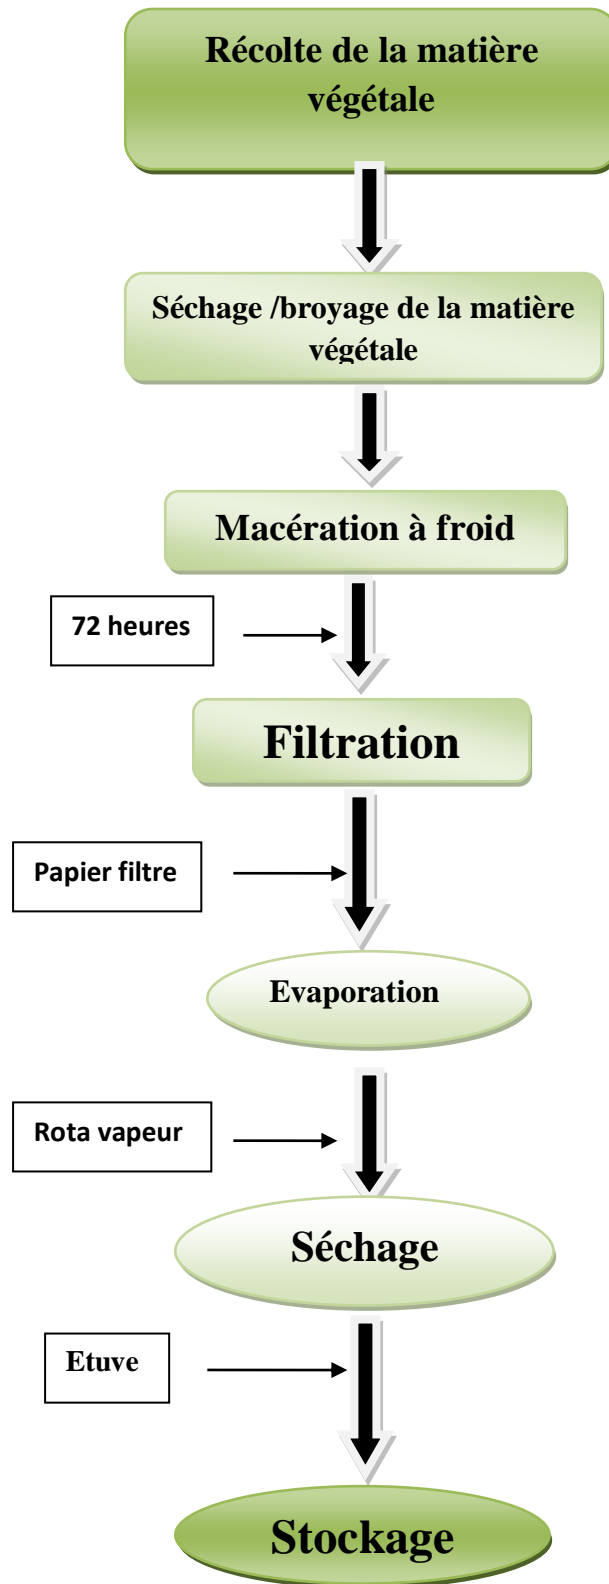 Récolte de la matière
végétale
Séchage /broyage de la matière
végétale
Macération à froid
72 heures
Filtration
Papier filtre
Evaporation
Rota vapeur
Séchage
Etuve
Stockage